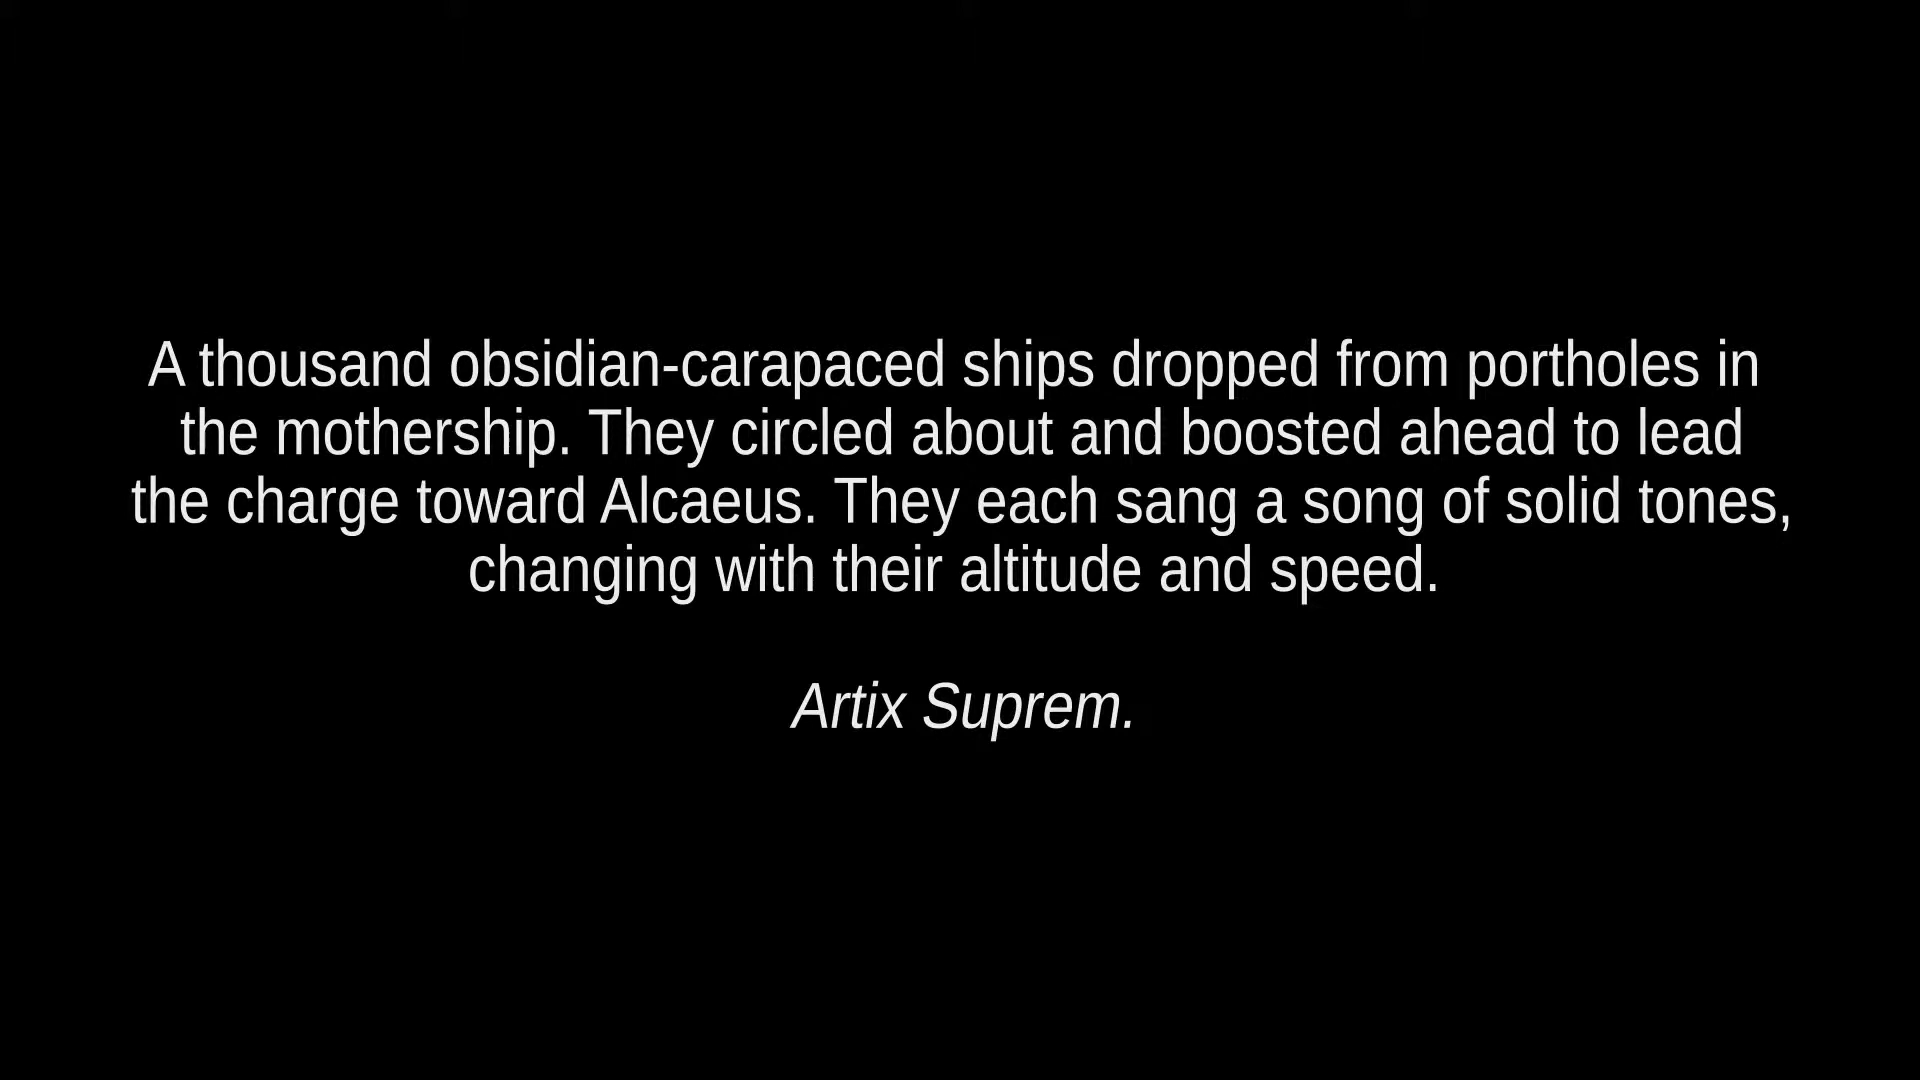 A thousand obsidian-carapaced ships dropped from portholes in
the mothership. They circled about and boosted ahead to lead
the charge toward Alcaeus. They each sang a song of solid tones,
changing with their altitude and speed.
Artix Suprem.